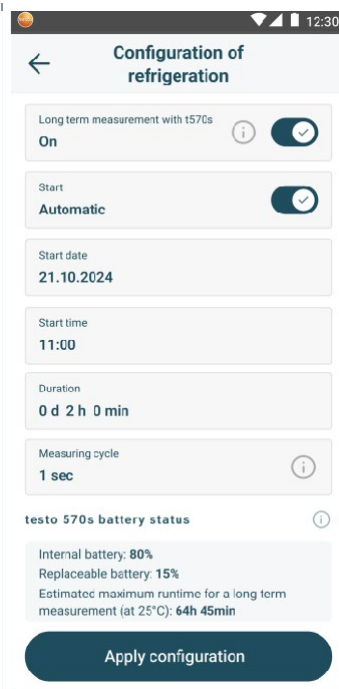 12:30
Configuration of
refrigeration
Long term measurement with t570s
On
Start
Automatic
Start date
21.10.2024
Start time
11:00
Duration
0 d 2 h 0 min
Measuring cycle
1 sec
testo 570s battery status
Internal battery: 80%
Replaceable battery: 15%
Estimated maximum runtime for a long term
measurement (at 25°C): 64h 45min
Apply configuration